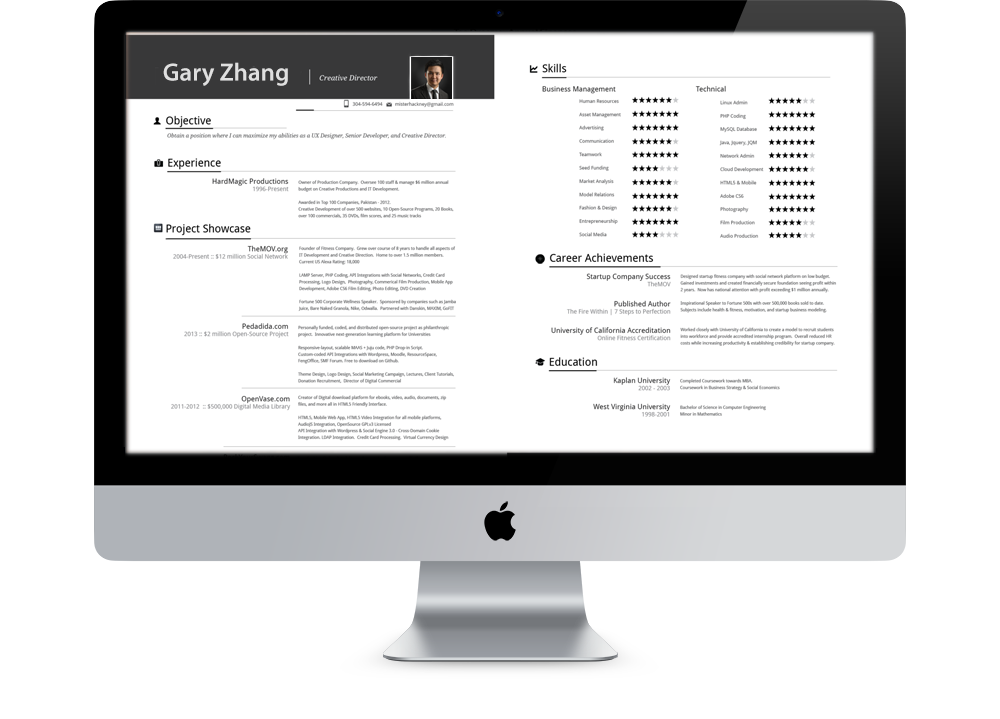 Gary Zhang
Creative Director
304-594-6494 misterhackney@gmail.com
Objective
Obtain a position where I can maximize my abilities as a UX Designer, Senior Developer, and Creative Director.
Experience
HardMagic Productions
1996-Present
Owner of Production Company. Oversee 100 staff & manage $6 million annual
budget on Creative Productions and IT Development.
Awarded in Top 100 Companies, Pakistan - 2013.
Creative Development of over 500 websites, 10 Open-Source Programs, 20 Books,
over 100 commercials, 35 DVDs, film scores, and 25 music tracks
Project Showcase
TheMOV.org
2004-Present :: $12 million Social Network
Founder of Fitness Company. Grew over course of 8 years to handle all aspects of
IT Development and Creative Direction. Home to over 1.5 million members.
Current US Alexa Rating: 18,000
LAMP Server, PHP Coding, API Integrations with Social Networks, Credit Card
Processing, Logo Design, Photography, Commerical Film Production, Mobile App
Development, Adobe CS6 Film Editing, Photo Editing, DVD Creation
Fortune 500 Corporate Wellness Speaker. Sponsored by companies such as Jamba
Juice, Bare Naked Granola, Nike, Odwalla. Partnered with Danskin, NAASM, GoFIT
Pedadida.com
2013 :: $2 million Open-Source Project
Personally funded, coded, and distributed open-source project as philanthropic
project. Innovative next-generation learning platform for Universities
Responsive-layout, scalable MAAS + Juju code, PHP Drop-in Script.
Custom-coded API Integrations with Wordpress, Moodle, ResourceSpace,
FengOffice, SMF Forum. Free to download on Github.
Theme Design, Logo Design, Social Marketing Campaign, Lectures, Client Tutorials,
Donation Recruitment, Director of Digital Commercial
OpenVase.com
2011-2012 :: $500,000 Digital Media Library
Creator of Digital download platform for ebooks, video, audio, documents, zip
files, and more all in HTML5 Friendly Interface.
HTML5, Mobile Web App, HTML5 Video Integration for all mobile platforms,
AudioJS Integration, OpenSource GPLv3 Licensed
API Integration with Wordpress & Social Engine 3.0 - Cross Domain Cookie
Integration. LDAP Integration. Credit Card Processing. Virtual Currency Design
Skills
Business Management
Human Resources
Asset Management
Advertising
Communication
Teamwork
Seed Funding
Market Analysis
Model Relations
Fashion & Design
Entrepreneurship
Social Media
Technical
Linux Admin
PHP Coding
MySQL Database
Java, Jquery, JQM
Network Admin
Cloud Development
HTML5 & Mobile
Adobe CS6
Photography
Film Production
Audio Production
Career Achievements
Startup Company Success
TheMOV
Designed startup fitness company with social network platform on low budget.
Gained investments and created financially secure foundation seeing profit within
2 years. Now has national attention with profit exceeding $1 million annually.
Published Author
The Fire Within | 7 Steps to Perfection
Inspirational Speaker to Fortune 500s with over 500,000 books sold to date.
Subjects include health & fitness, motivation, and startup business modeling.
University of California Accreditation
Online Fitness Certification
Worked closely with University of California to create a model to recruit students
into workforce and provide accredited internship program. Overall reduced HR
costs while increasing productivity & establishing credibility for startup company.
Education
Kaplan University
2002 - 2003
Completed Coursework towards MBA.
Coursework in Business Strategy & Social Economics
West Virginia University
1998-2001
Bachelor of Science in Computer Engineering
Minor in Mathematics